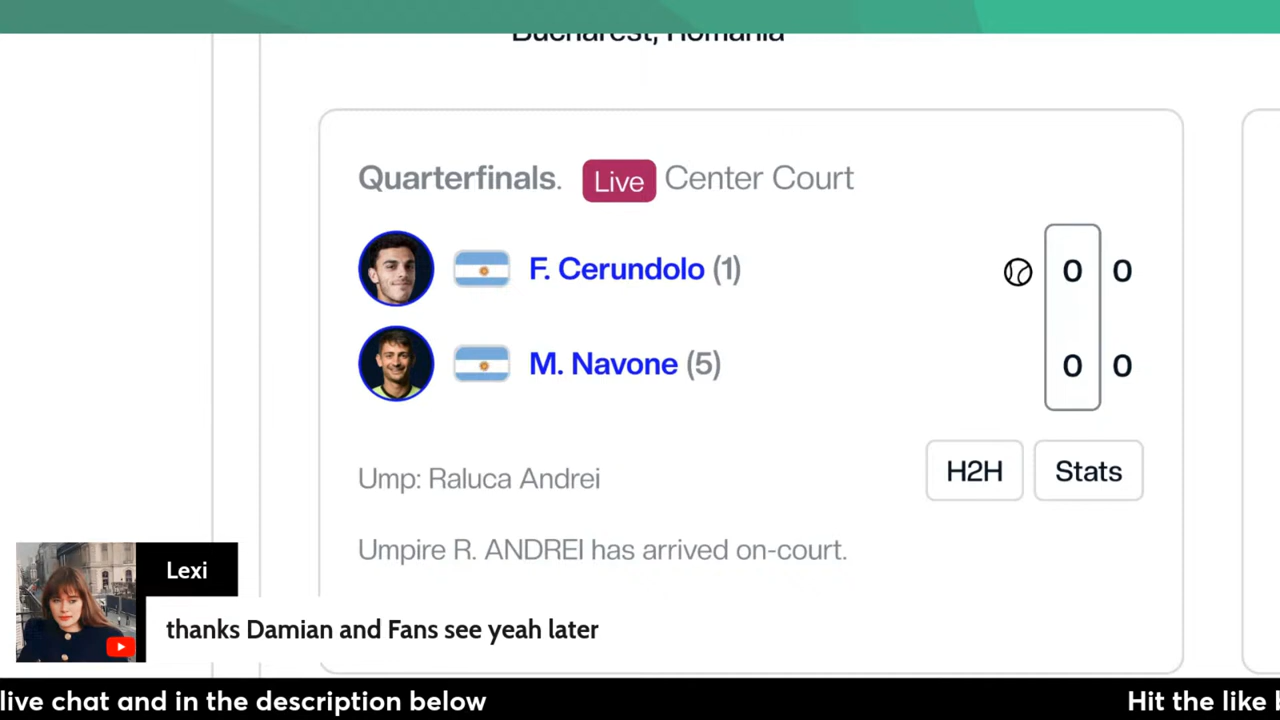 Bucharest, Romania
Quarterfinals. Live Center Court
F. Cerundolo (1) 0 0
M. Navone (5) 0 0
H2H Stats
Ump: Raluca Andrei
Umpire R. ANDREI has arrived on-court.
Lexi
thanks Damian and Fans see yeah later
live chat and in the description below Hit the like